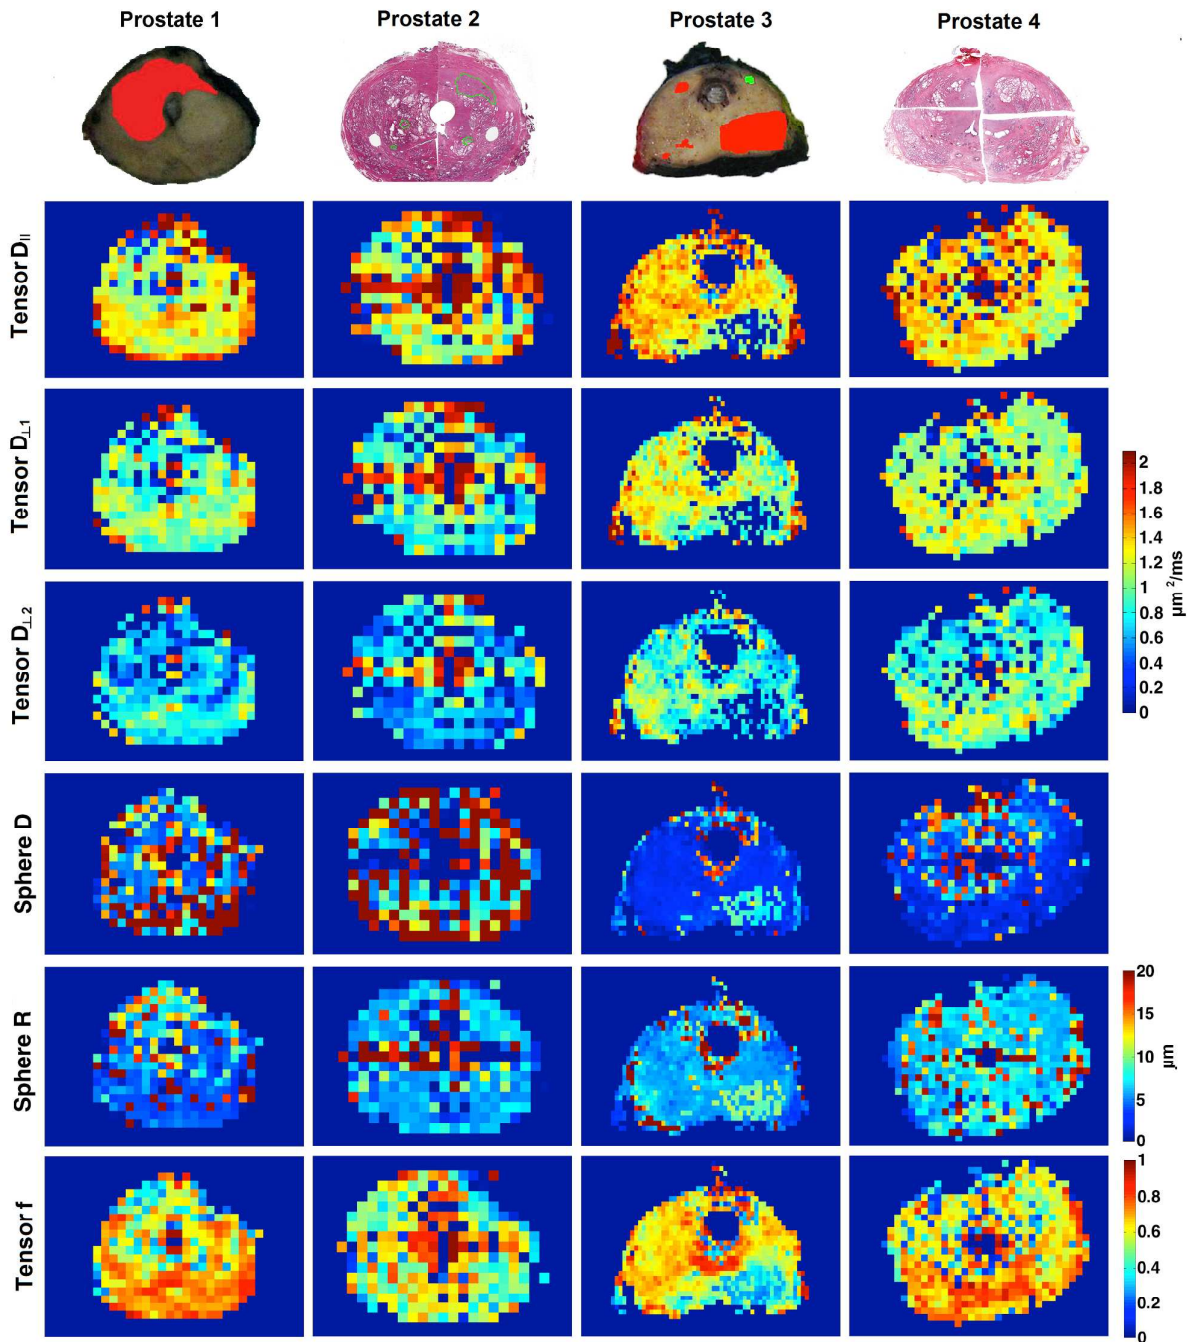 Prostate 1 Prostate 2 Prostate 3 Prostate 4
Tensor D||
Tensor D⊥1
Tensor D⊥2
Sphere D
Sphere R
Tensor f
2
1.8
1.6
1.4
1.2
1
0.8
0.6
0.4
0.2
0
µm²/ms
20
15
10
5
0
µm
1
0.8
0.6
0.4
0.2
0